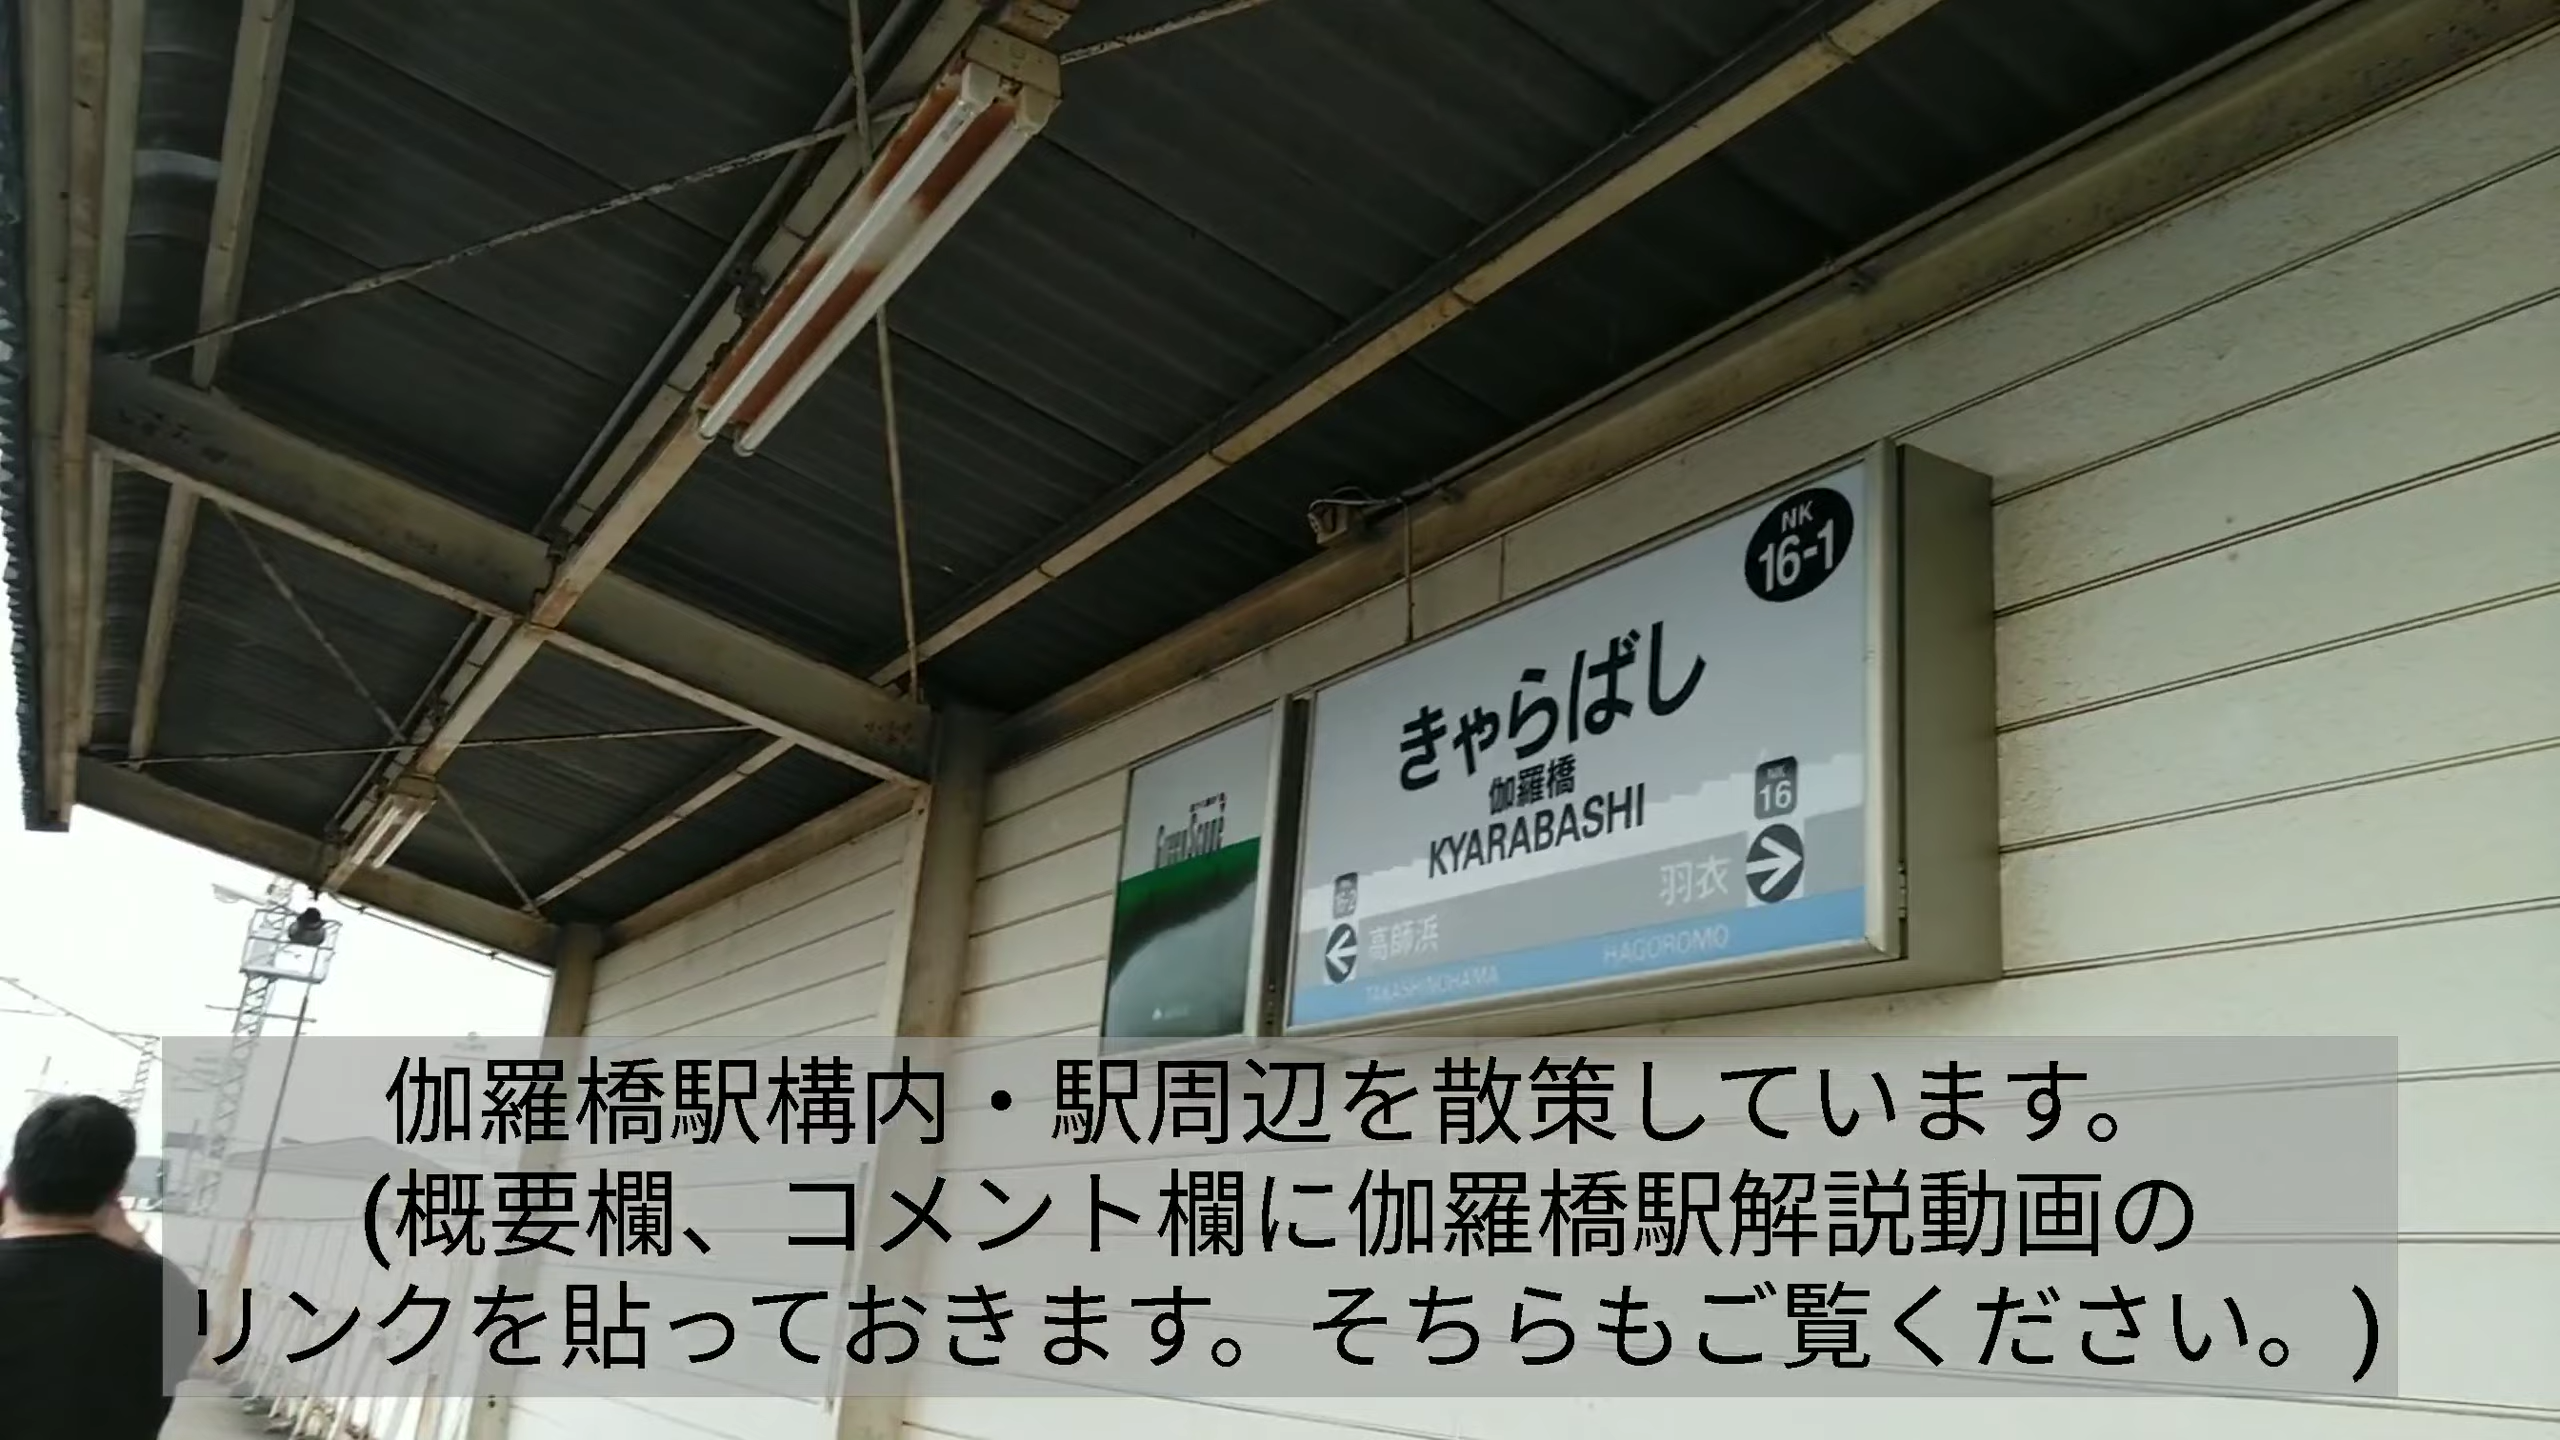 NK
16-1
きゃらばし
伽羅橋
KYARABASHI
NK
16
羽衣
高師浜
HAGOROMO
TAKASHINOHAMA
伽羅橋駅構内・駅周辺を散策しています。
(概要欄、コメント欄に伽羅橋駅解説動画の
リンクを貼っておきます。そちらもご覧ください。)